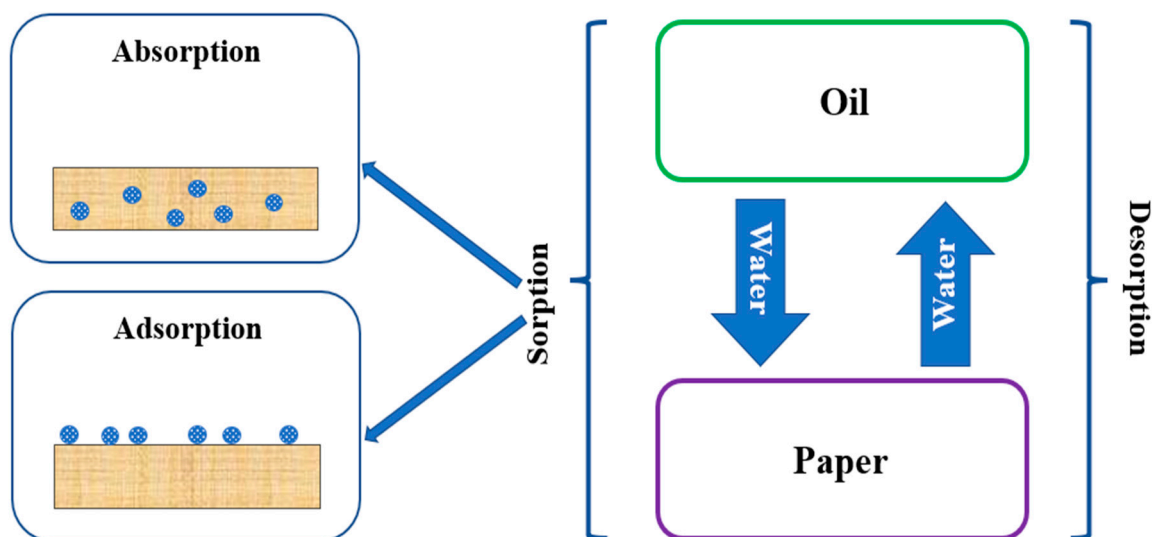 Absorption
Adsorption
Sorption
Oil
Water
Water
Paper
Desorption